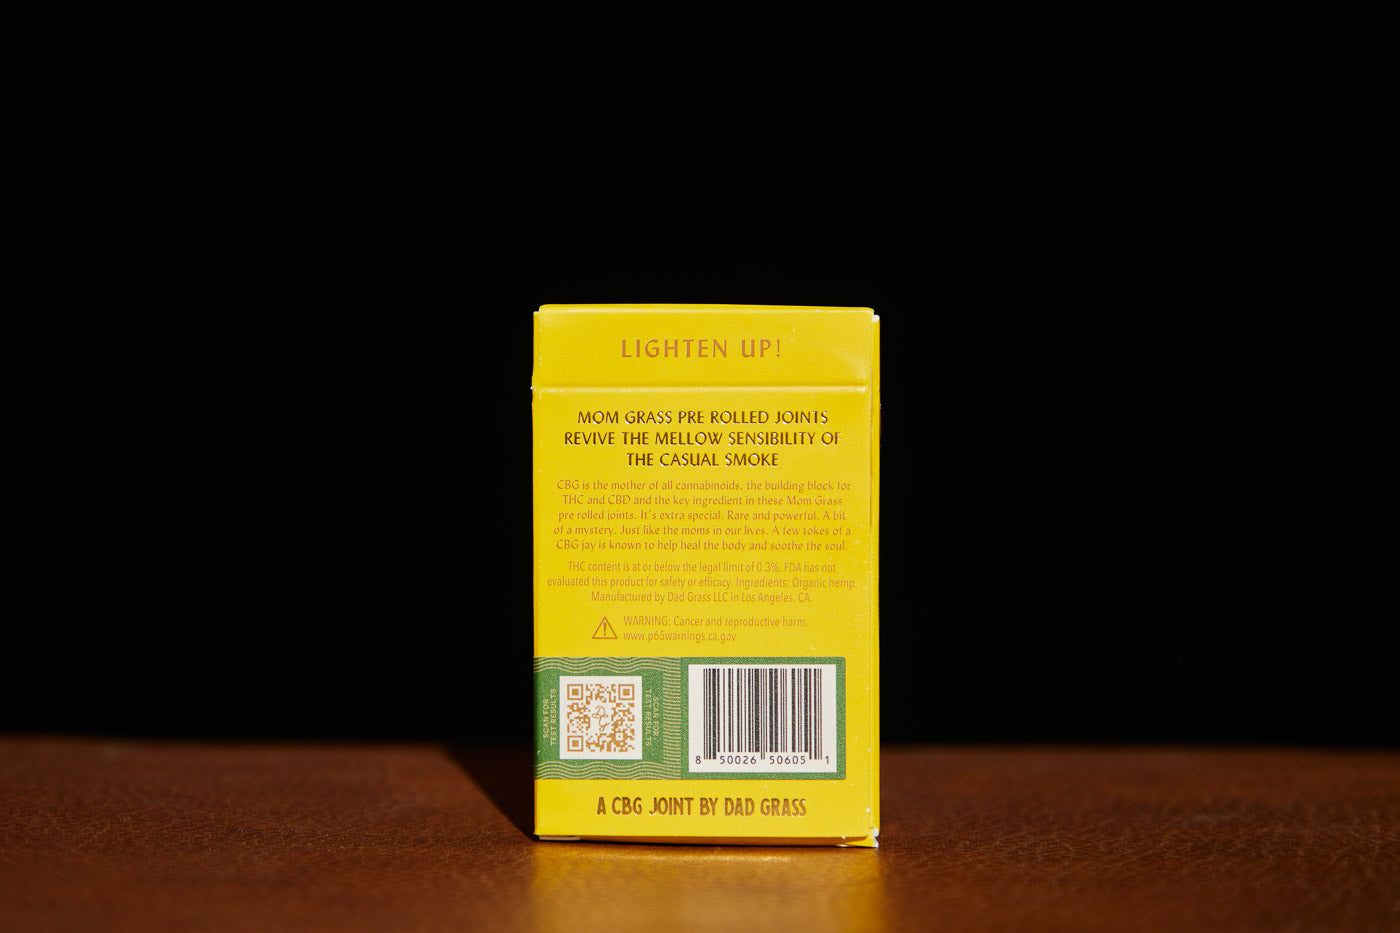 LIGHTEN UP!
MOM GRASS PRE ROLLED JOINTS
REVIVE THE MELLOW SENSIBILITY OF
THE CASUAL SMOKE
CBG is the mother of all cannabinoids, the building block for
THC and CBD and the key ingredient in these Mom Grass
pre rolled joints. It's extra special. Rare and powerful. A bit
of a mystery. Just like the moms in our lives. A few tokes of a
CBG jay is known to help heal the body and soothe the soul.
THC content is at or below the legal limit of 0.3%. FDA has not
evaluated this product for safety or efficacy. Ingredients: Organic hemp.
Manufactured by Dad Grass LLC in Los Angeles, CA.
WARNING: Cancer and reproductive harm.
www.p65warnings.ca.gov
SCAN FOR
TEST RESULTS
SCAN FOR
TEST RESULTS
8 50026 50605 1
A CBG JOINT BY DAD GRASS